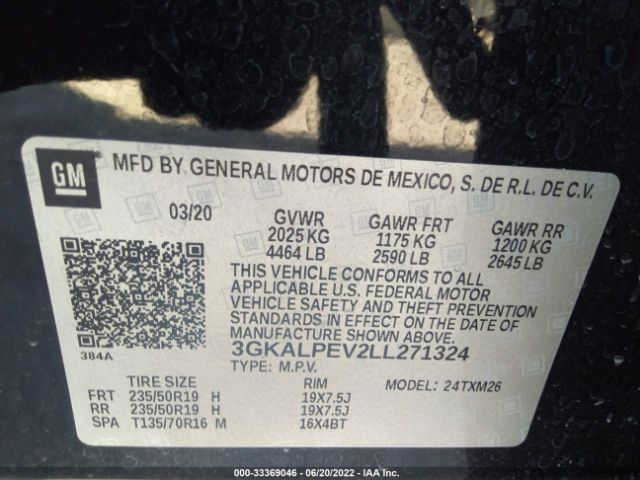 GM
MFD BY GENERAL MOTORS DE MEXICO, S. DE R.L. DE C.V.
03/20 GVWR GAWR FRT GAWR RR
2025 KG 1175 KG 1200 KG
4464 LB 2590 LB 2645 LB
THIS VEHICLE CONFORMS TO ALL
APPLICABLE U.S. FEDERAL MOTOR
VEHICLE SAFETY AND THEFT PREVENTION
STANDARDS IN EFFECT ON THE DATE OF
MANUFACTURE SHOWN ABOVE.
384A
3GKALPEV2LL271324
TYPE: M.P.V.
TIRE SIZE RIM MODEL: 24TXM26
FRT 235/50R19 H 19X7.5J
RR 235/50R19 H 19X7.5J
SPA T135/70R16 M 16X4BT
000-33369046 / 06/20/2022 - IAA Inc.